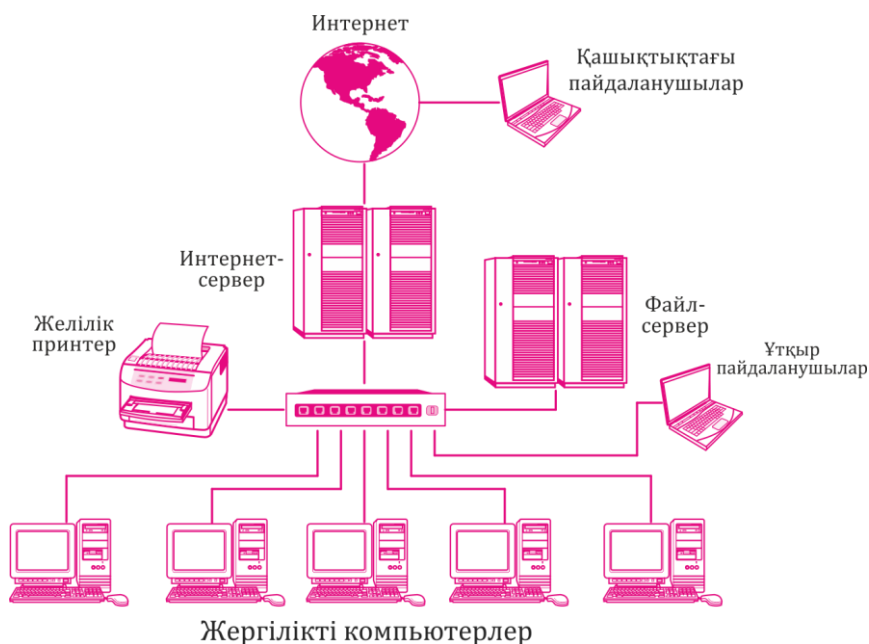 Интернет
Қашықтықтағы
пайдаланушылар
Интернет-
сервер
Файл-
сервер
Желілік
принтер
Ұтқыр
пайдаланушылар
Жергілікті компьютерлер